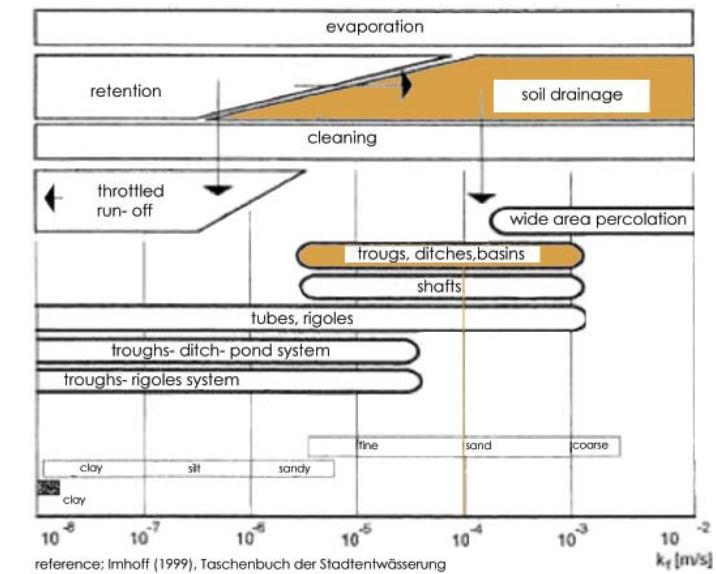 evaporation
retention
soil drainage
cleaning
throttled
run- off
wide area percolation
trougs, ditches,basins
shafts
tubes, rigoles
troughs- ditch- pond system
troughs- rigoles system
fine sand coarse
clay silt sandy
clay
10⁻⁸ 10⁻⁷ 10⁻⁶ 10⁻⁵ 10⁻⁴ 10⁻³ 10⁻²
reference; Imhoff (1999), Taschenbuch der Stadtentwässerung
k_f [m/s]